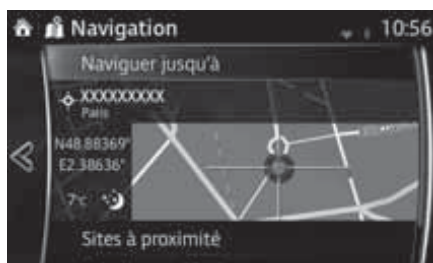 Navigation
10:56
Naviguer jusqu'à
XXXXXXXXX
Paris
N48.88369°
E2.38636°
7°c
Sites à proximité